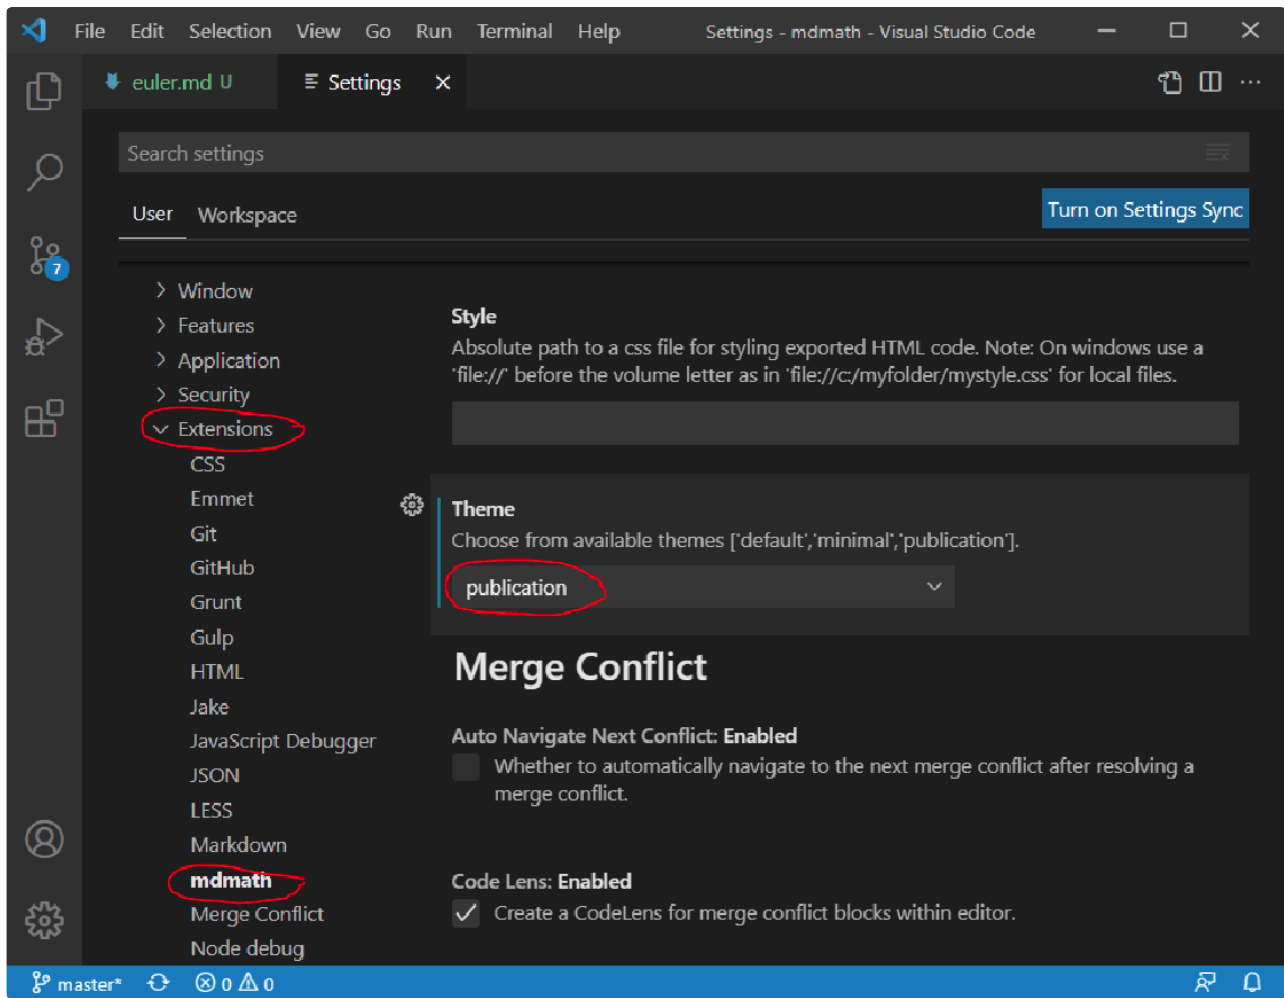 File Edit Selection View Go Run Terminal Help Settings - mdmath - Visual Studio Code
euler.md U Settings
Search settings
User Workspace
Turn on Settings Sync
Window
Features
Application
Security
Extensions
CSS
Emmet
Git
GitHub
Grunt
Gulp
HTML
Jake
JavaScript Debugger
JSON
LESS
Markdown
mdmath
Merge Conflict
Node debug
Style
Absolute path to a css file for styling exported HTML code. Note: On windows use a
'file://' before the volume letter as in 'file://c:/myfolder/mystyle.css' for local files.
Theme
Choose from available themes ['default','minimal','publication'].
publication
Merge Conflict
Auto Navigate Next Conflict: Enabled
Whether to automatically navigate to the next merge conflict after resolving a
merge conflict.
Code Lens: Enabled
Create a CodeLens for merge conflict blocks within editor.
7
master* 0 0